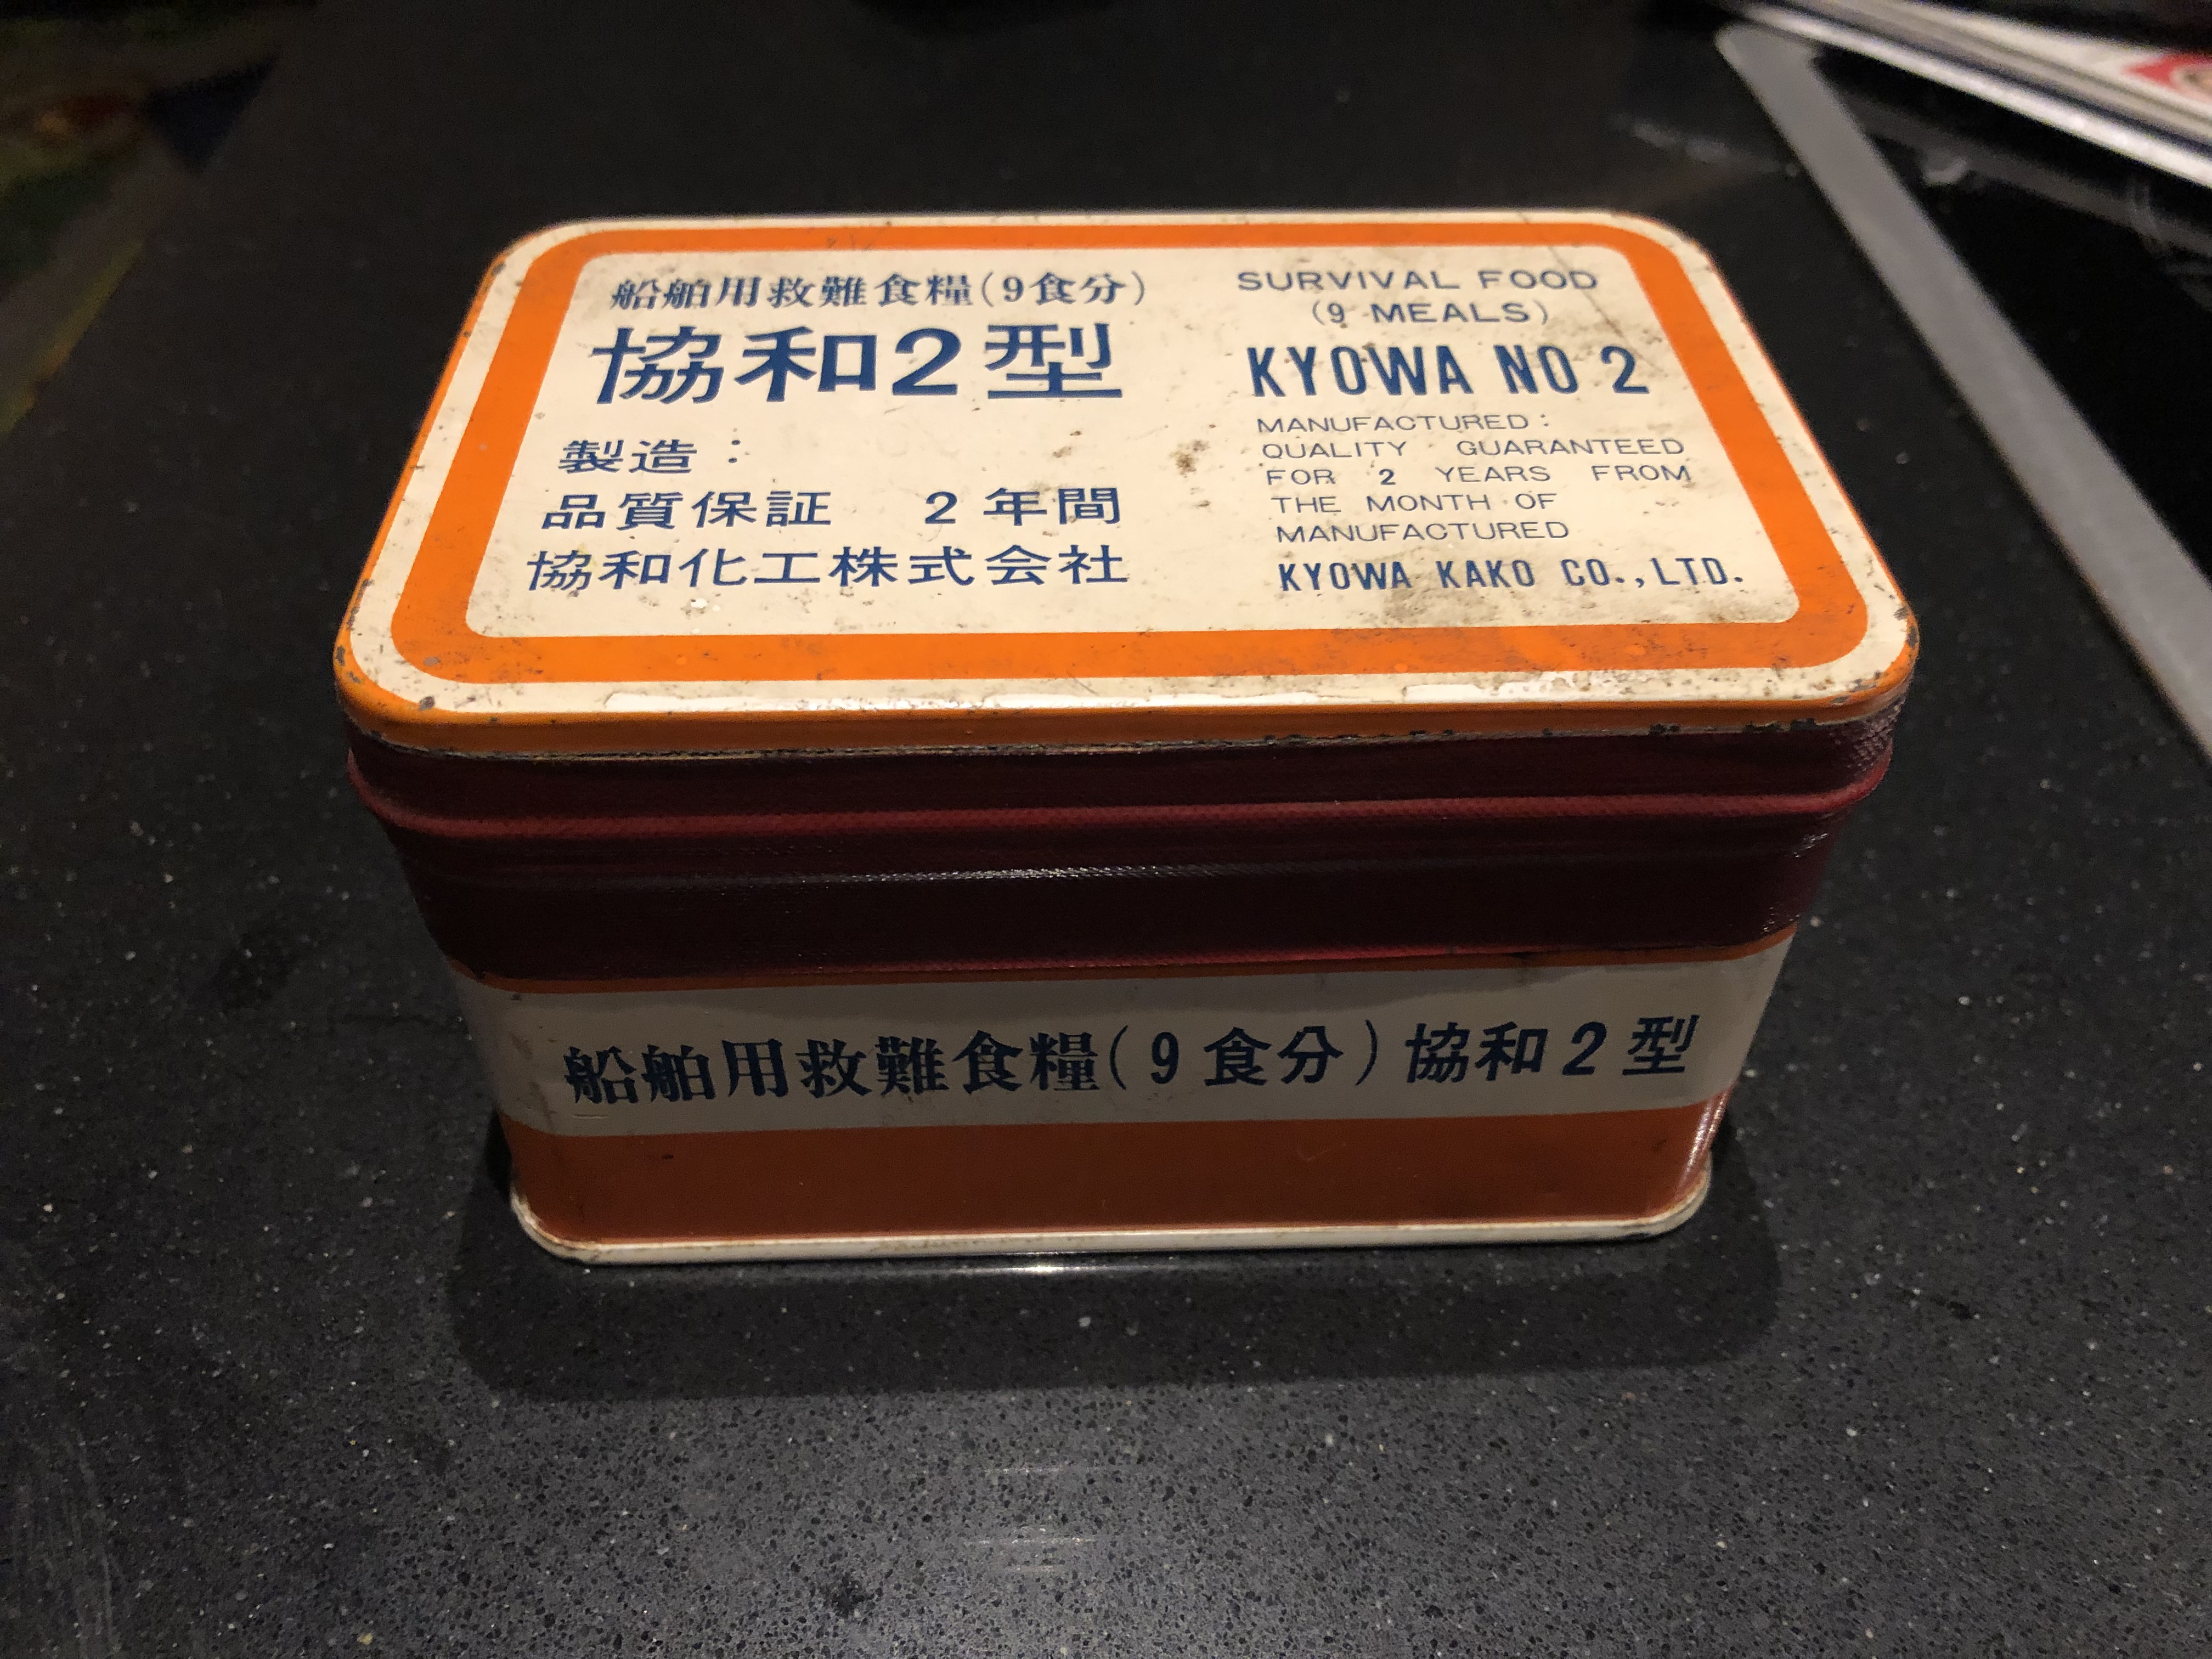 船舶用救難食糧(9食分)
協和2型
製造:
品質保証 2年間
協和化工株式会社
SURVIVAL FOOD
(9 MEALS)
KYOWA NO 2
MANUFACTURED:
QUALITY GUARANTEED
FOR 2 YEARS FROM
THE MONTH OF
MANUFACTURED
KYOWA KAKO CO.,LTD.
船舶用救難食糧(9食分)協和2型